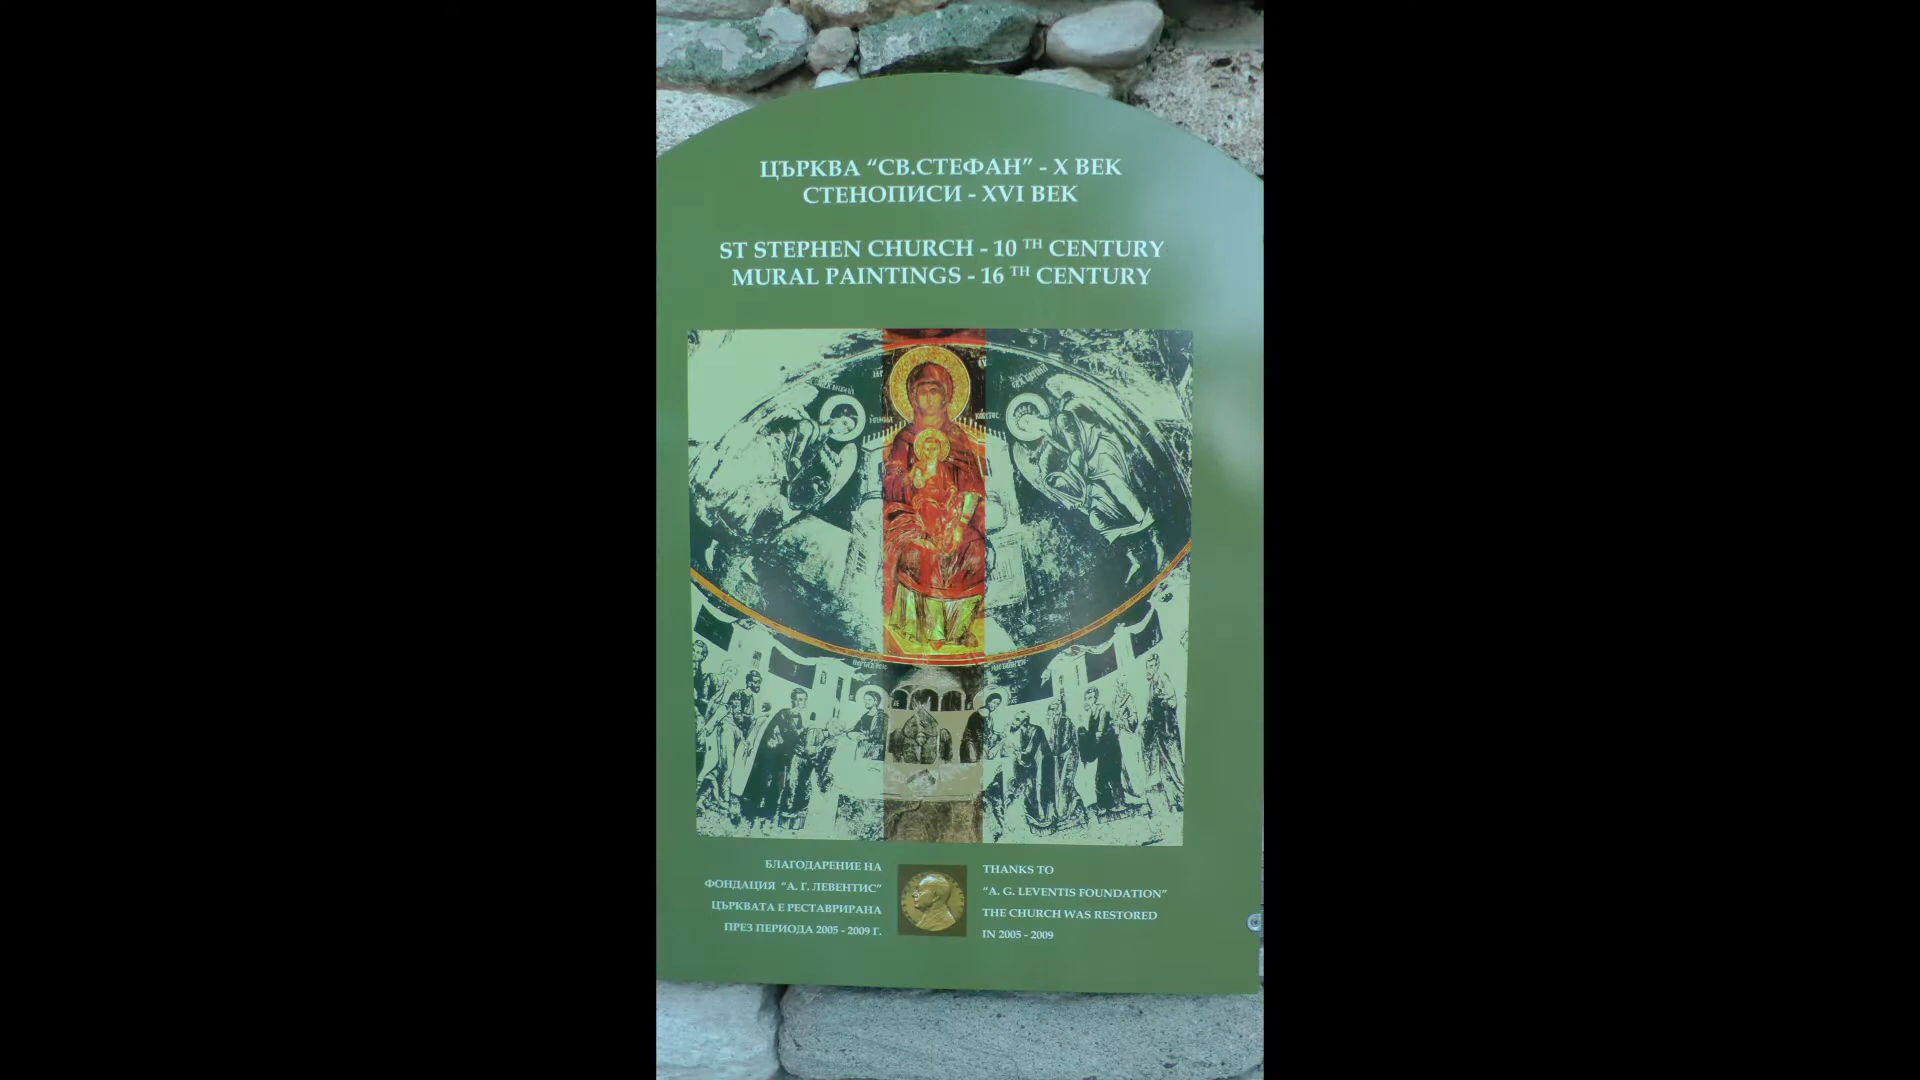 ЦЪРКВА “СВ.СТЕФАН” - X ВЕК
СТЕНОПИСИ - XVI ВЕК
ST STEPHEN CHURCH - 10 TH CENTURY
MURAL PAINTINGS - 16 TH CENTURY
БЛАГОДАРЕНИЕ НА
ФОНДАЦИЯ “А. Г. ЛЕВЕНТИС”
ЦЪРКВАТА Е РЕСТАВРИРАНА
ПРЕЗ ПЕРИОДА 2005 - 2009 Г.
THANKS TO
“A. G. LEVENTIS FOUNDATION”
THE CHURCH WAS RESTORED
IN 2005 - 2009